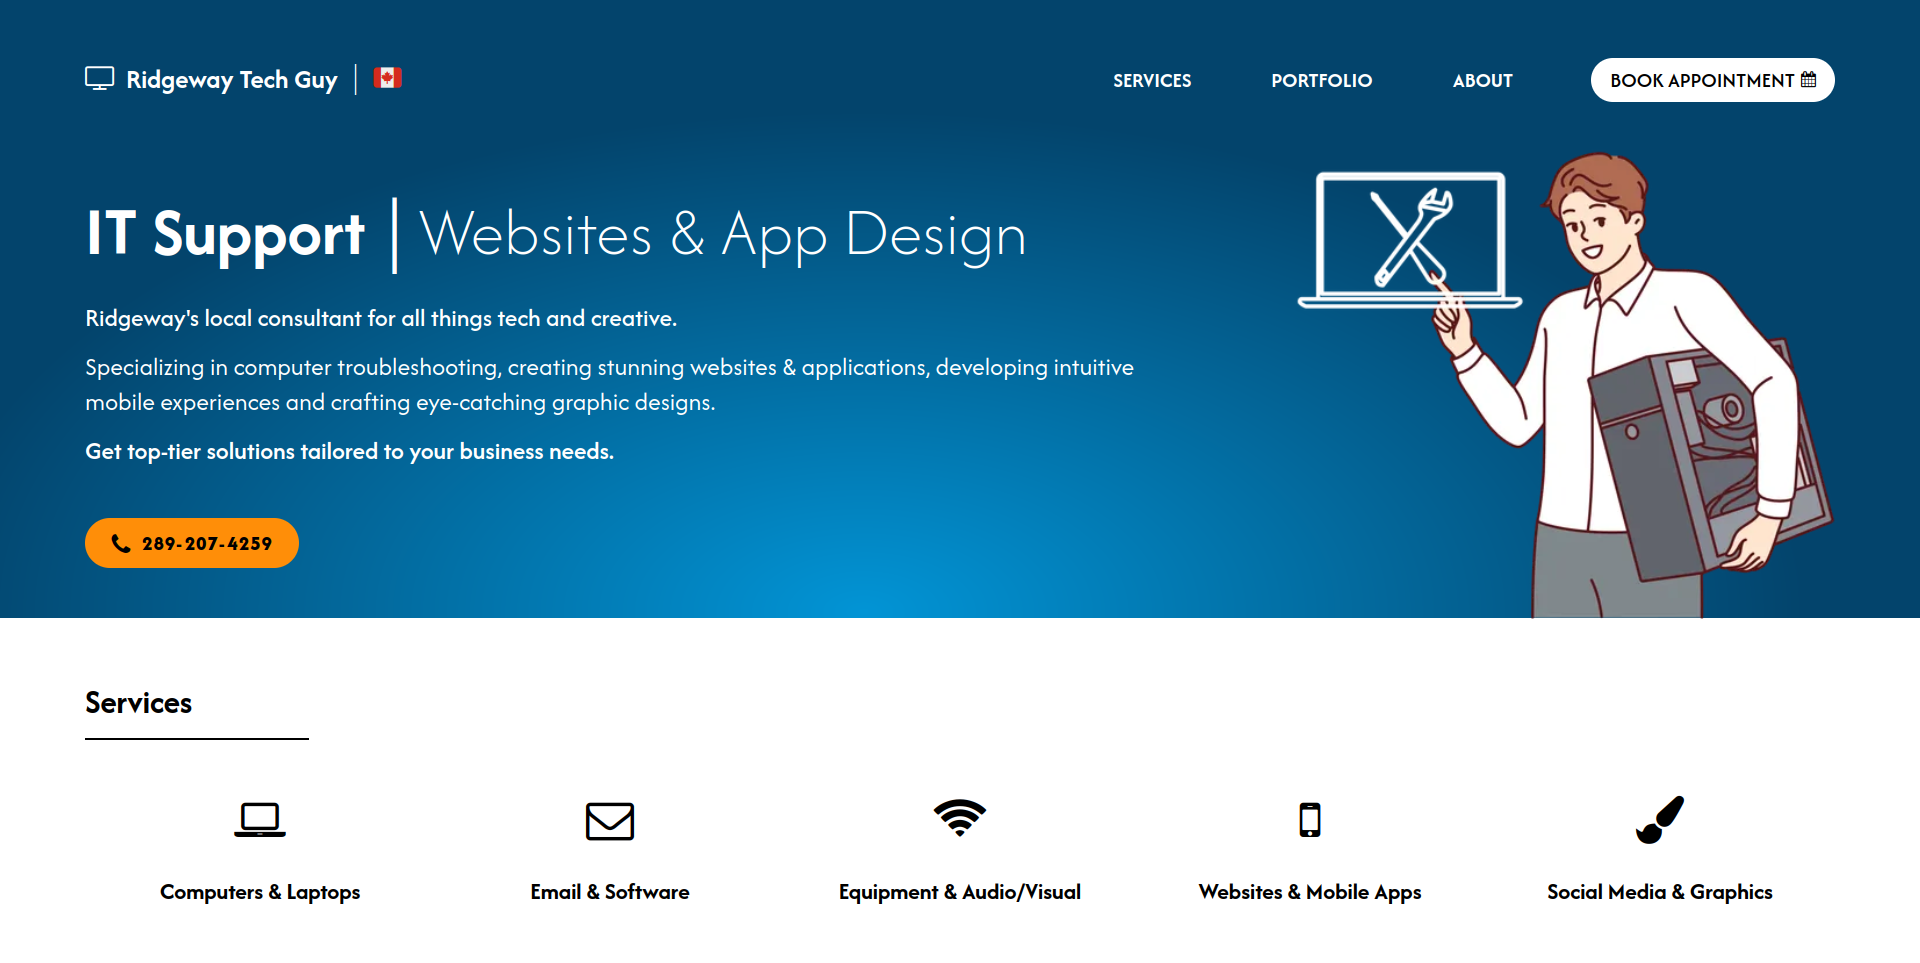 Ridgeway Tech Guy
SERVICES
PORTFOLIO
ABOUT
BOOK APPOINTMENT
IT Support | Websites & App Design
Ridgeway's local consultant for all things tech and creative.
Specializing in computer troubleshooting, creating stunning websites & applications, developing intuitive
mobile experiences and crafting eye-catching graphic designs.
Get top-tier solutions tailored to your business needs.
289-207-4259
Services
Computers & Laptops
Email & Software
Equipment & Audio/Visual
Websites & Mobile Apps
Social Media & Graphics